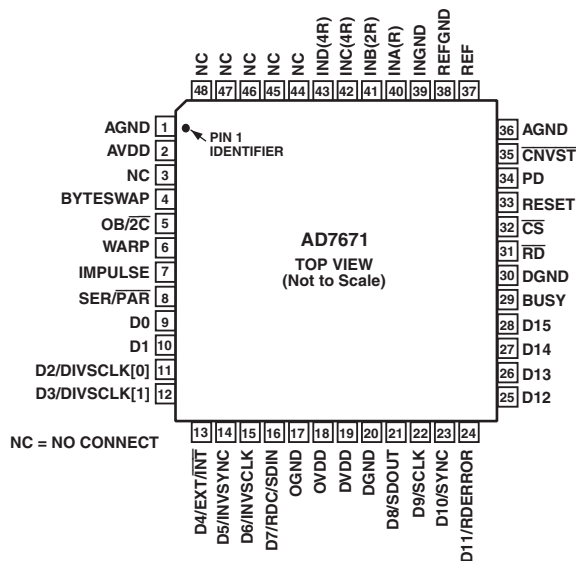 NC
NC
NC
NC
NC
IND(4R)
INC(4R)
INB(2R)
INA(R)
INGND
REFGND
REF
48 47 46 45 44 43 42 41 40 39 38 37
AGND 1
AVDD 2
NC 3
BYTESWAP 4
OB/2C̅ 5
WARP 6
IMPULSE 7
SER/P̅A̅R̅ 8
D0 9
D1 10
D2/DIVSCLK[0] 11
D3/DIVSCLK[1] 12
PIN 1
IDENTIFIER
AD7671
TOP VIEW
(Not to Scale)
36 AGND
35 C̅N̅V̅S̅T̅
34 PD
33 RESET
32 C̅S̅
31 R̅D̅
30 DGND
29 BUSY
28 D15
27 D14
26 D13
25 D12
NC = NO CONNECT
13 14 15 16 17 18 19 20 21 22 23 24
D4/EXT/I̅N̅T̅
D5/INVSYNC
D6/INVSCLK
D7/RDC/SDIN
OGND
OVDD
DVDD
DGND
D8/SDOUT
D9/SCLK
D10/SYNC
D11/RDERROR